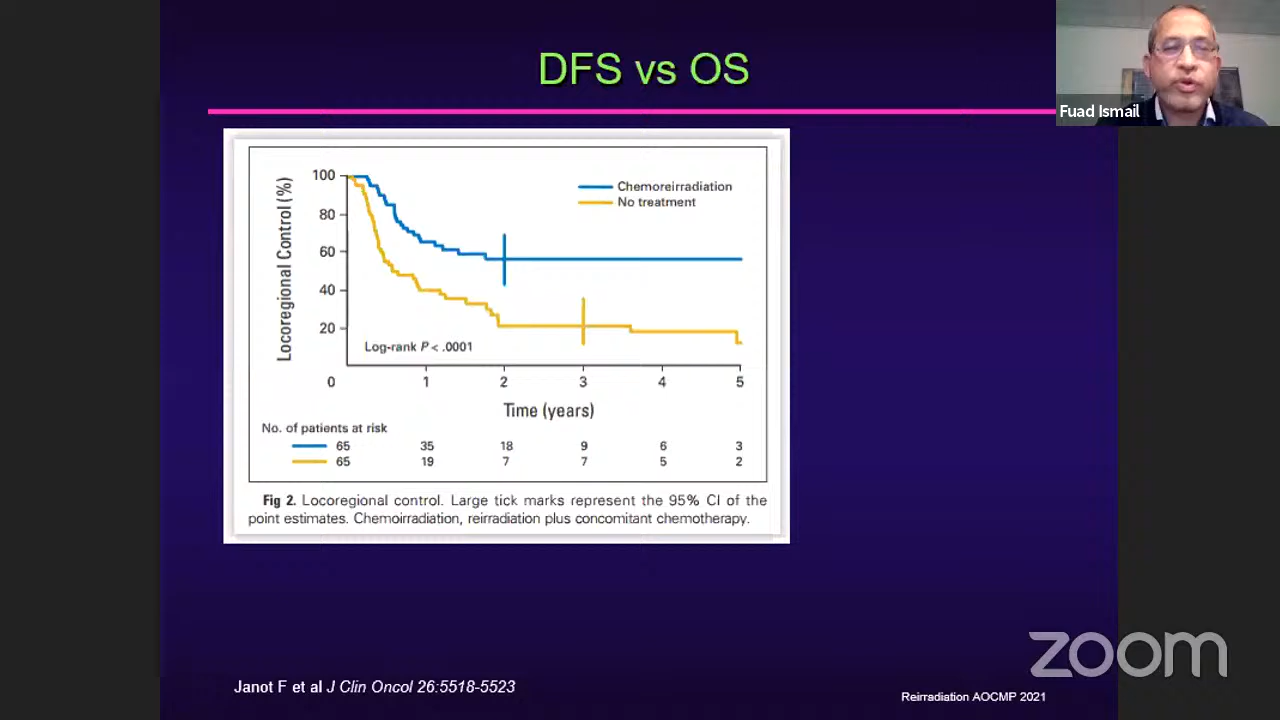 DFS vs OS
Fuad Ismail
Locoregional Control (%)
100
80
60
40
20
0
Chemoreirradiation
No treatment
Log-rank P < .0001
1 2 3 4 5
Time (years)
No. of patients at risk
65 35 18 9 6 3
65 19 7 7 5 2
Fig 2. Locoregional control. Large tick marks represent the 95% CI of the
point estimates. Chemoirradiation, reirradiation plus concomitant chemotherapy.
Janot F et al J Clin Oncol 26:5518-5523
Reirradiation AOCMP 2021
zoom